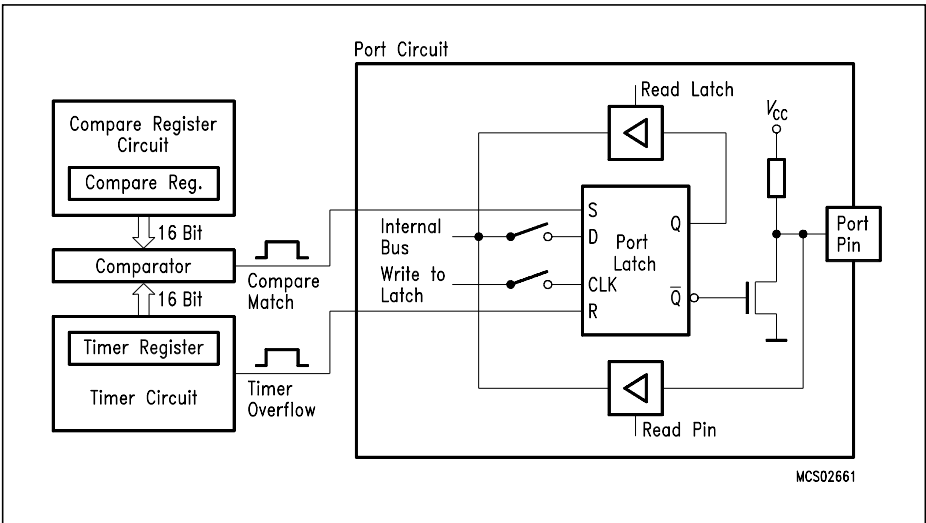 Port Circuit
Compare Register
Circuit
Compare Reg.
16 Bit
Comparator
16 Bit
Timer Register
Timer Circuit
Compare
Match
Timer
Overflow
Read Latch
Internal
Bus
Write to
Latch
S
D
CLK
R
Port
Latch
Q
Q̅
VCC
Port
Pin
Read Pin
MCS02661